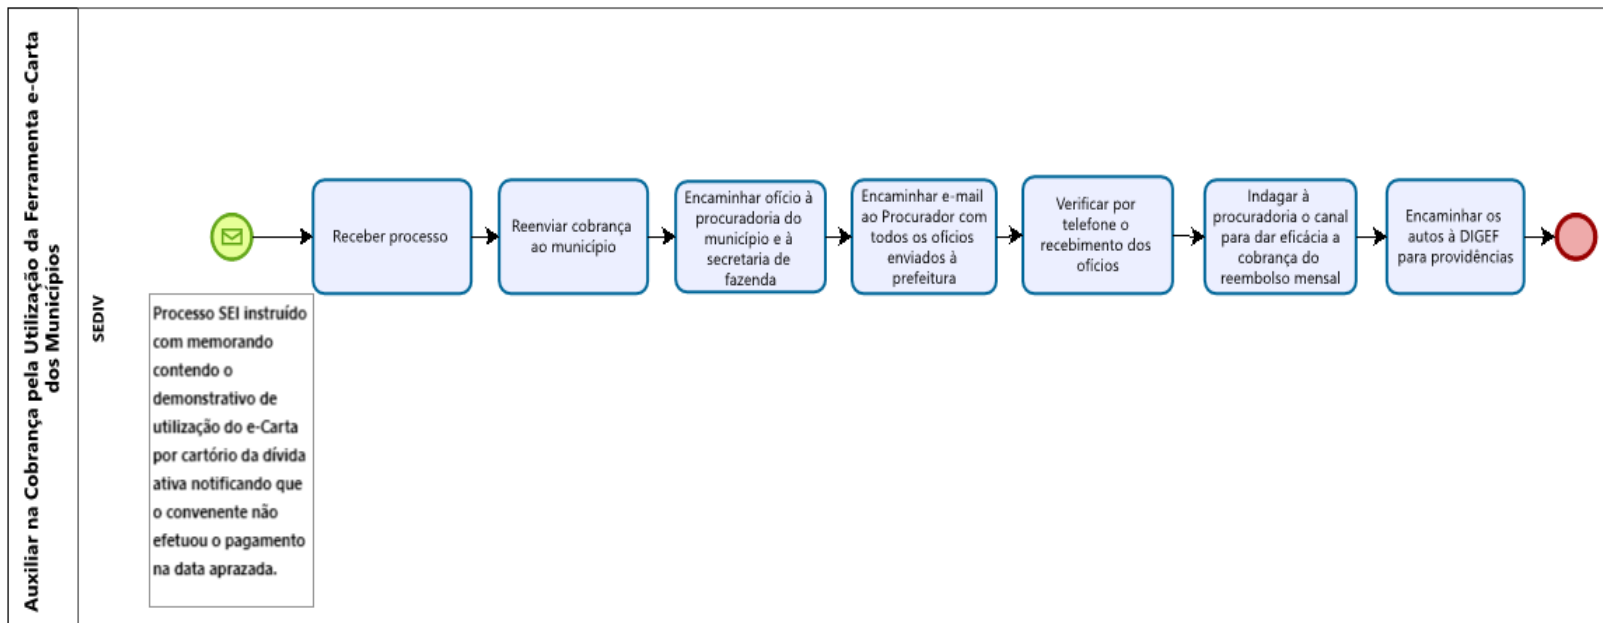 Auxiliar na Cobrança pela Utilização da Ferramenta e-Carta
dos Municípios
SEDIV
Processo SEI instruído
com memorando
contendo o
demonstrativo de
utilização do e-Carta
por cartório da dívida
ativa notificando que
o convenente não
efetuou o pagamento
na data aprazada.
Receber processo
Reenviar cobrança
ao município
Encaminhar ofício à
procuradoria do
município e à
secretaria de
fazenda
Encaminhar e-mail
ao Procurador com
todos os ofícios
enviados à
prefeitura
Verificar por
telefone o
recebimento dos
ofícios
Indagar à
procuradoria o canal
para dar eficácia a
cobrança do
reembolso mensal
Encaminhar os
autos à DIGEF
para providências